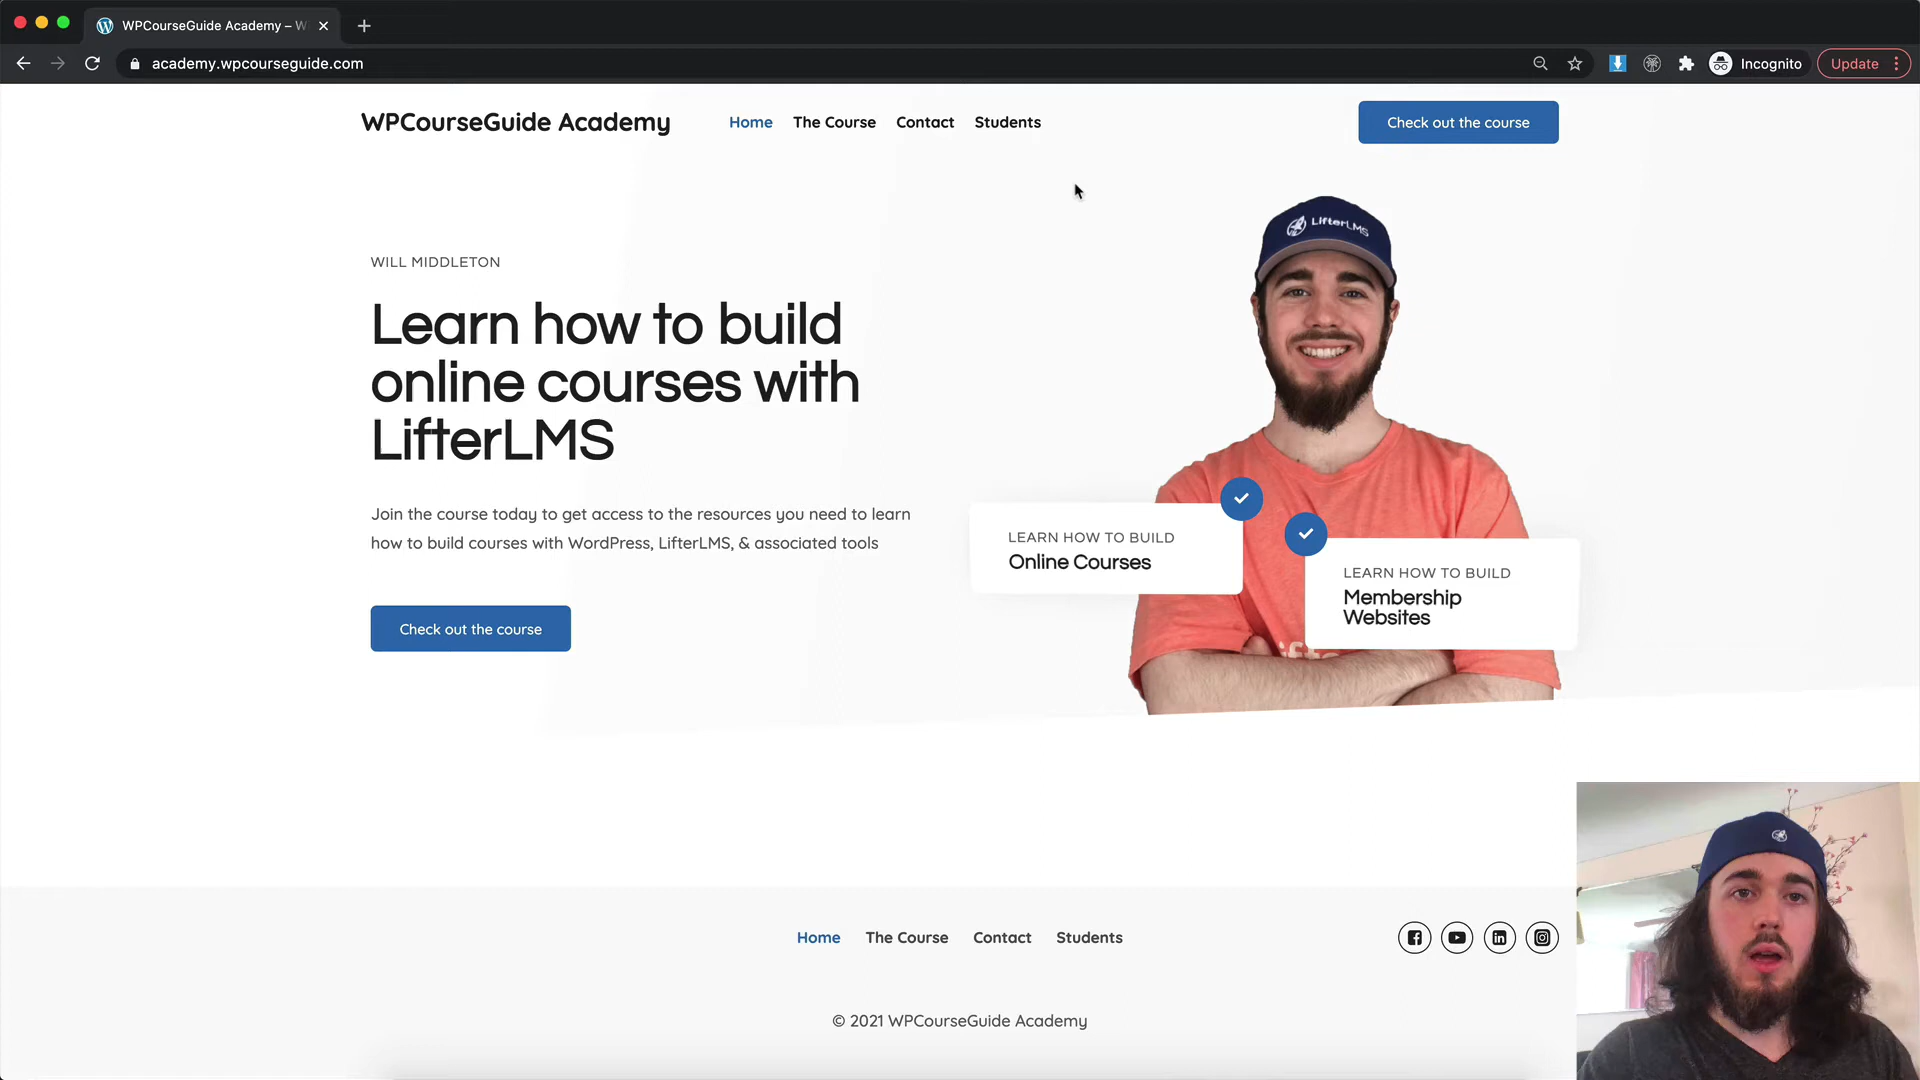 WPCourseGuide Academy – W
academy.wpcourseguide.com
Incognito
Update
WPCourseGuide Academy
Home
The Course
Contact
Students
Check out the course
LifterLMS
WILL MIDDLETON
Learn how to build
online courses with
LifterLMS
Join the course today to get access to the resources you need to learn
how to build courses with WordPress, LifterLMS, & associated tools
Check out the course
LEARN HOW TO BUILD
Online Courses
LEARN HOW TO BUILD
Membership
Websites
Home
The Course
Contact
Students
© 2021 WPCourseGuide Academy